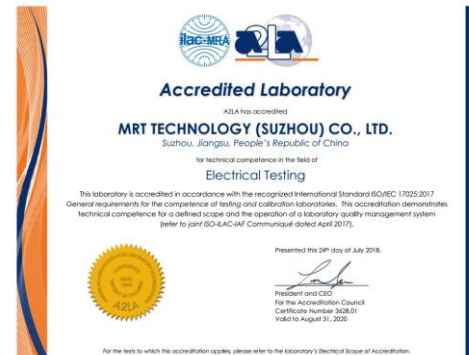 ilac-MRA
A2LA
Accredited Laboratory
A2LA has accredited
MRT TECHNOLOGY (SUZHOU) CO., LTD.
Suzhou, Jiangsu, People's Republic of China
for technical competence in the field of
Electrical Testing
This laboratory is accredited in accordance with the recognized International Standard ISO/IEC 17025:2017
General requirements for the competence of testing and calibration laboratories. This accreditation demonstrates
technical competence for a defined scope and the operation of a laboratory quality management system
(refer to joint ISO-ILAC-IAF Communiqué dated April 2017).
Presented this 24th day of July 2018.
President and CEO
For the Accreditation Council
Certificate Number 3628.01
Valid to August 31, 2020
SEAL
A2LA
For the tests to which this accreditation applies, please refer to the laboratory's Electrical Scope of Accreditation.